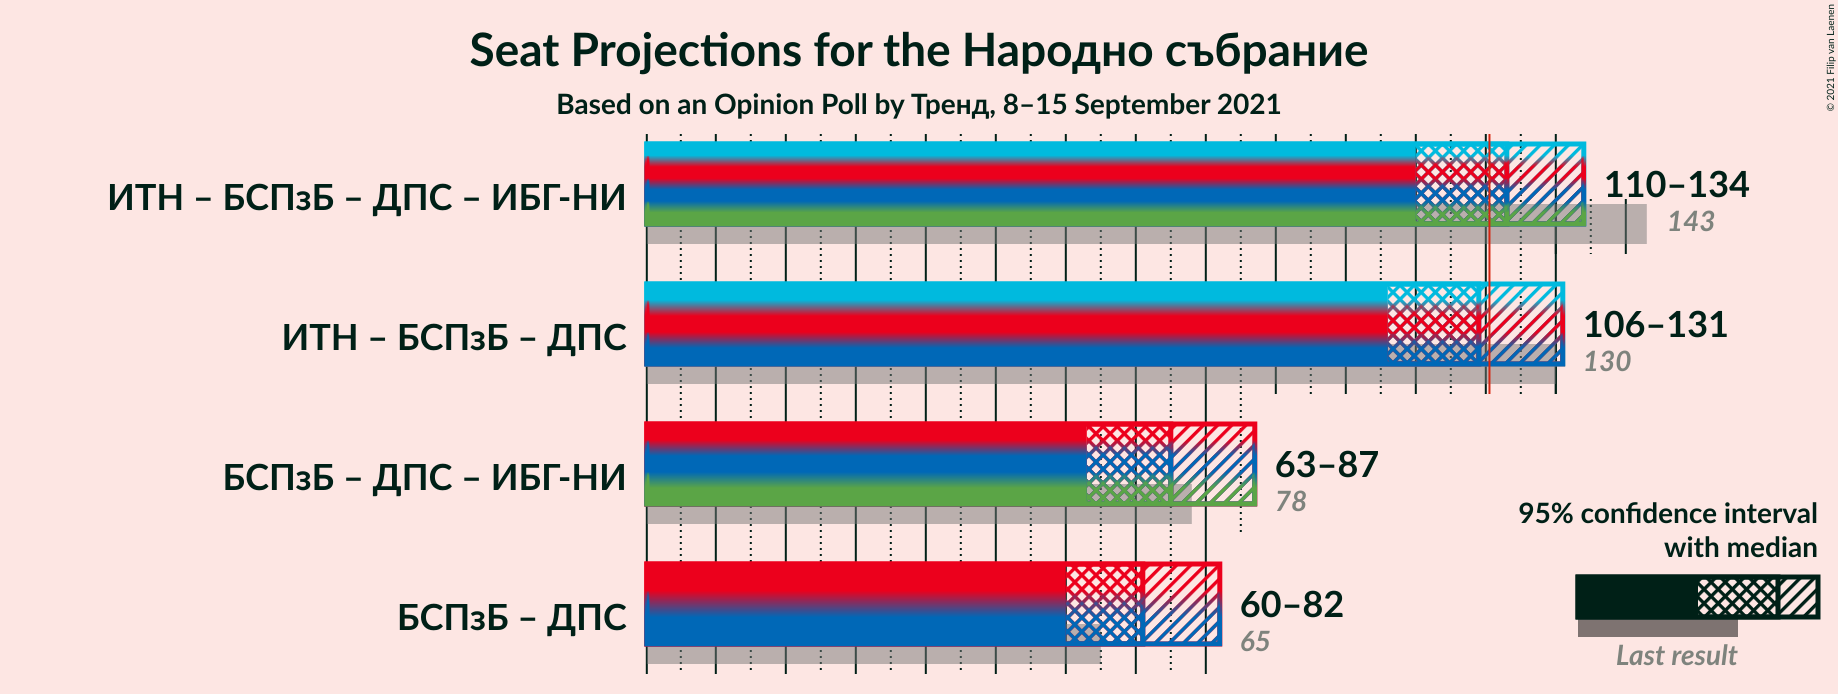 Seat Projections for the Народно събрание
Based on an Opinion Poll by Тренд, 8–15 September 2021
© 2021 Filip van Laenen
ИТН – БСПзБ – ДПС – ИБГ-НИ
110–134
143
ИТН – БСПзБ – ДПС
106–131
130
БСПзБ – ДПС – ИБГ-НИ
63–87
78
БСПзБ – ДПС
60–82
65
95% confidence interval
with median
Last result